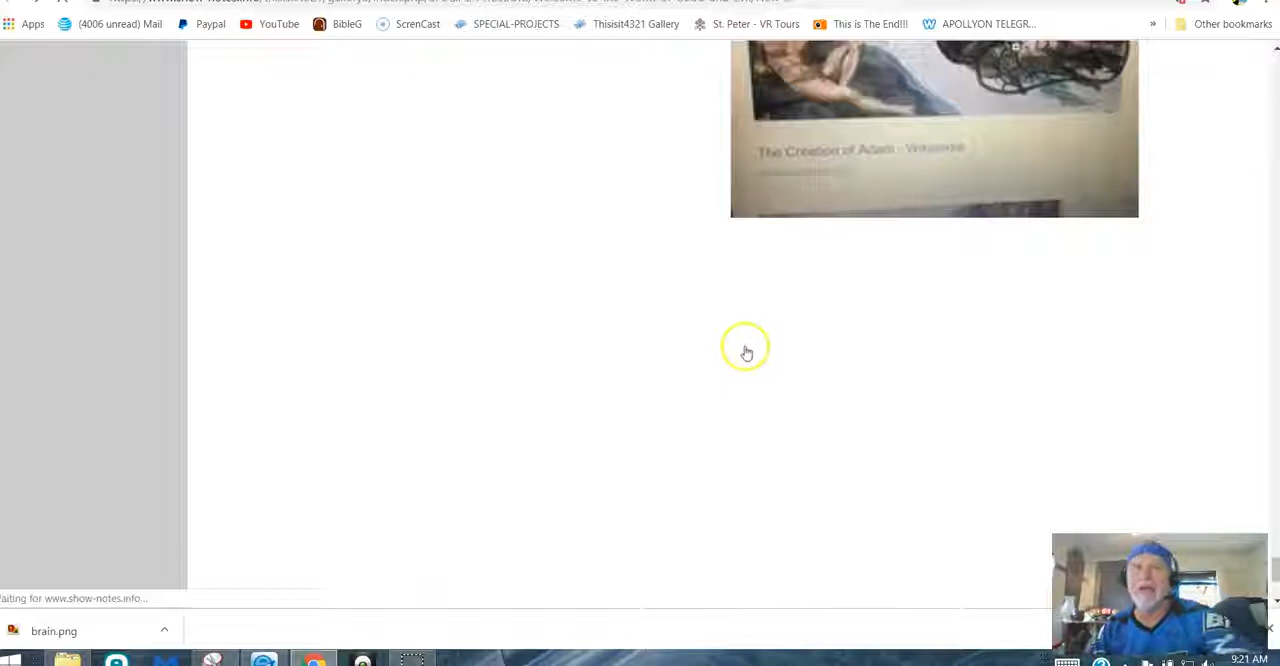 Apps (4006 unread) Mail Paypal YouTube BibleG ScrenCast SPECIAL-PROJECTS Thisisit4321 Gallery St. Peter - VR Tours This is The End!!! APOLLYON TELEGR... » Other bookmarks
The Creation of Adam - Wikipedia
Waiting for www.show-notes.info...
brain.png
9:21 AM